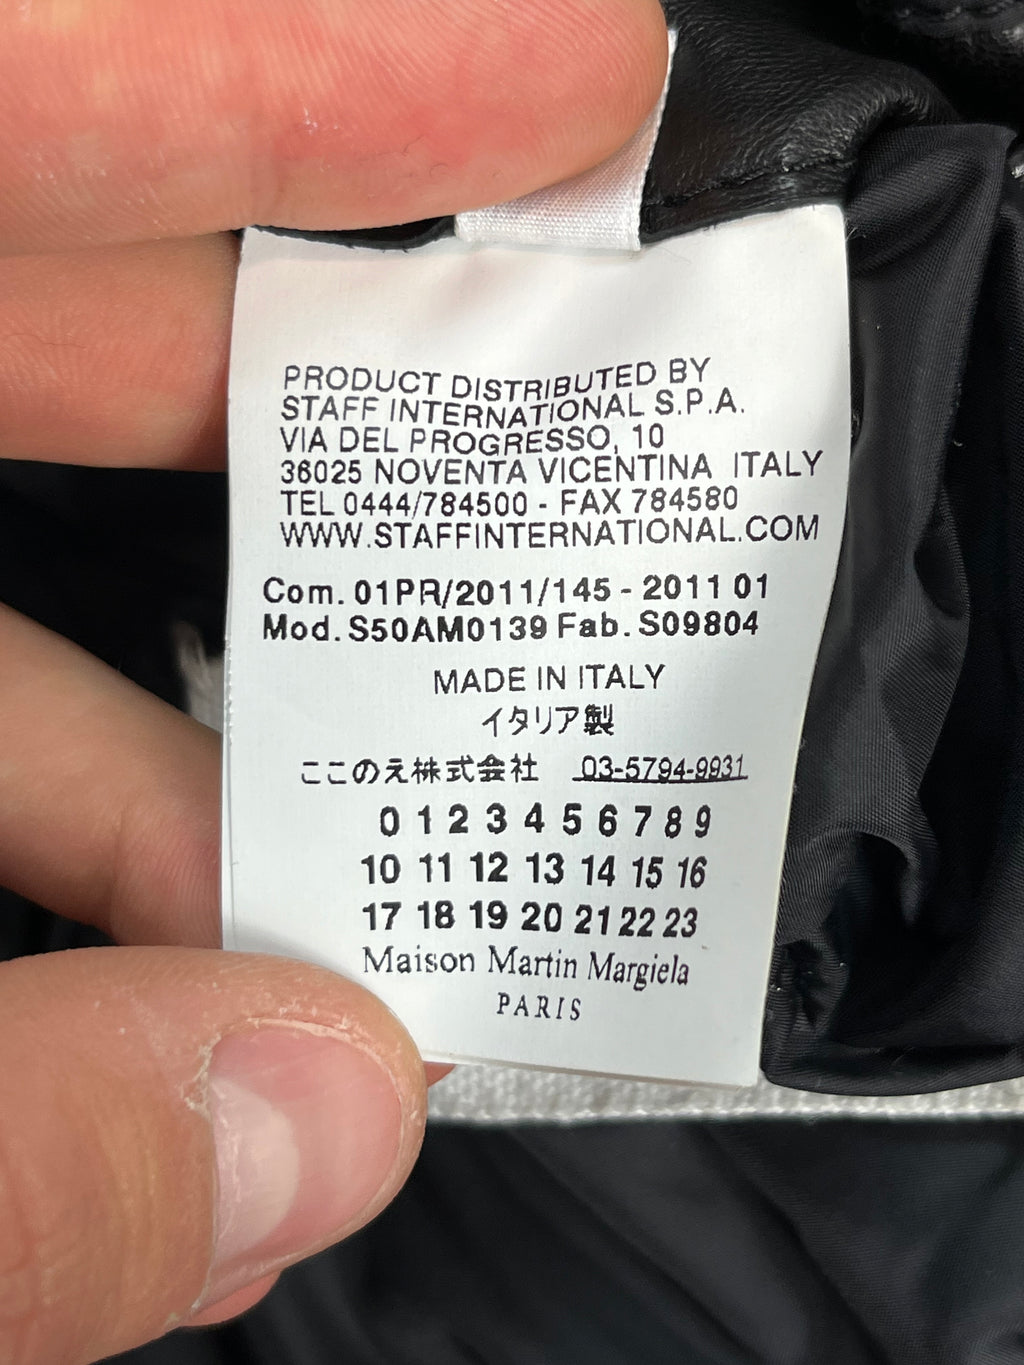 PRODUCT DISTRIBUTED BY
STAFF INTERNATIONAL S.P.A.
VIA DEL PROGRESSO, 10
36025 NOVENTA VICENTINA ITALY
TEL 0444/784500 - FAX 784580
WWW.STAFFINTERNATIONAL.COM
Com. 01PR/2011/145 - 2011 01
Mod. S50AM0139 Fab. S09804
MADE IN ITALY
イタリア製
ここのえ株式会社 03-5794-9931
0 1 2 3 4 5 6 7 8 9
10 11 12 13 14 15 16
17 18 19 20 21 22 23
Maison Martin Margiela
PARIS